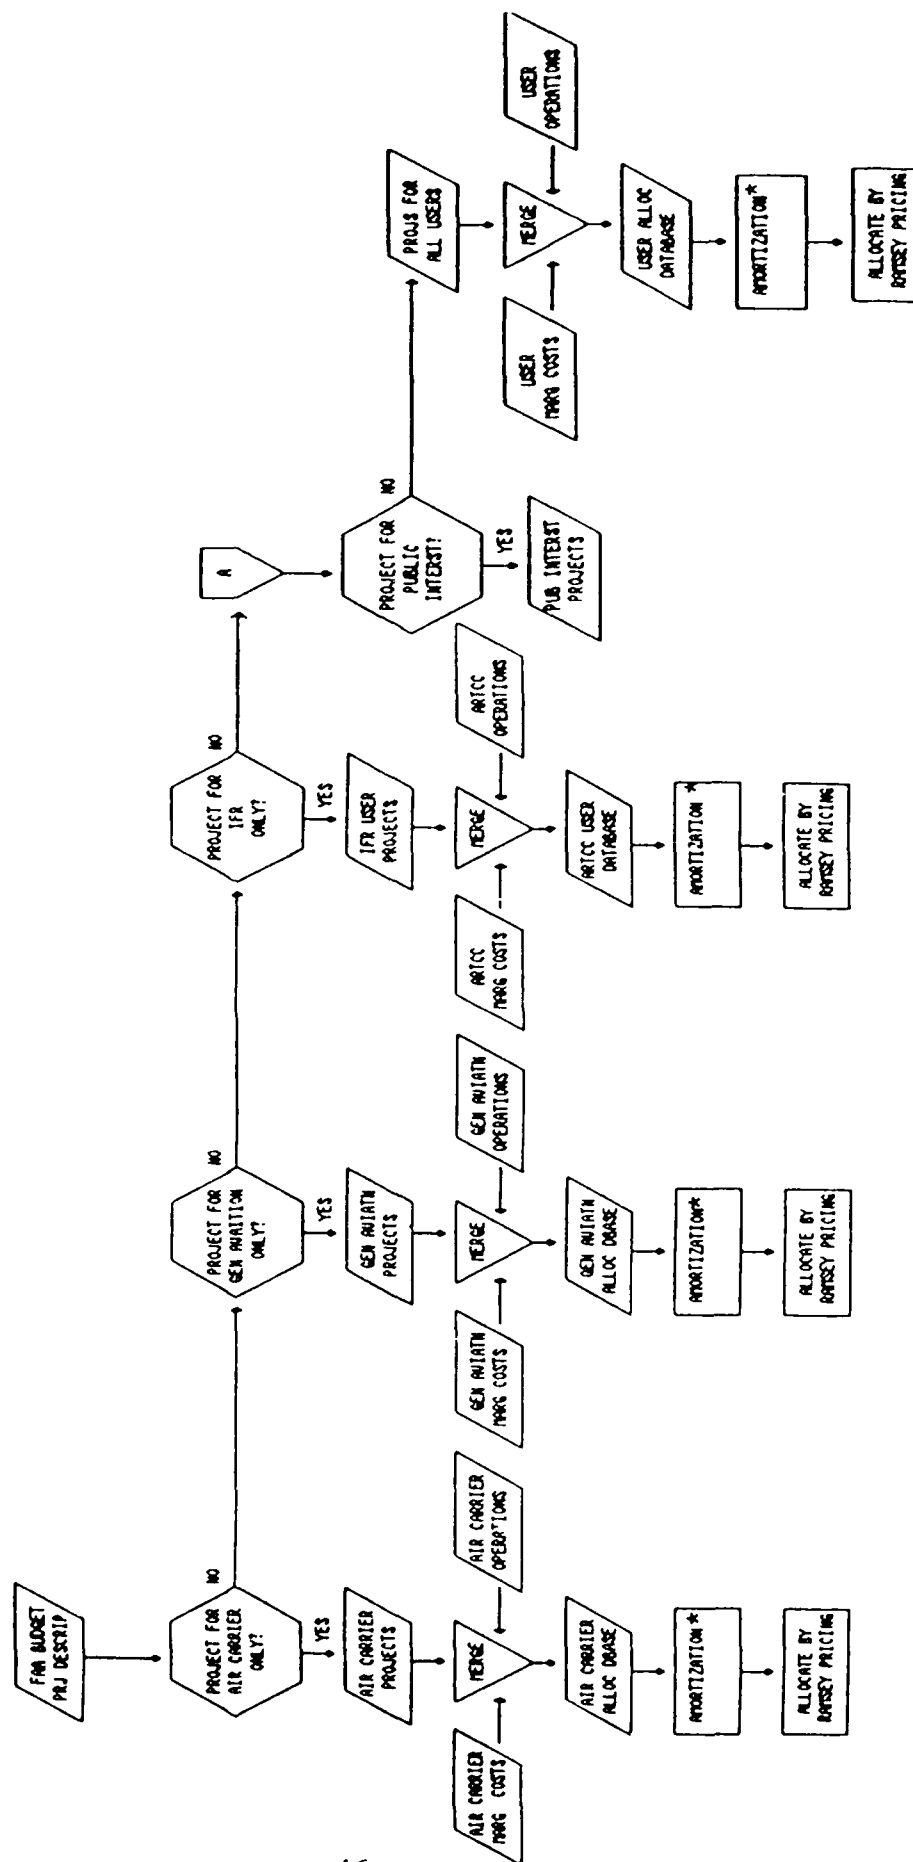 FAA BUDGET
PRJ DESCRIP
PROJECT FOR
AIR CARRIER
ONLY?
NO
YES
AIR CARRIER
PROJECTS
AIR CARRIER
MARG COSTS
MERGE
AIR CARRIER
OPERATIONS
AIR CARRIER
ALLOC DBASE
AMORTIZATION*
ALLOCATE BY
RAMSEY PRICING
PROJECT FOR
GEN AVAITION
ONLY?
NO
YES
GEN AVIATN
PROJECTS
GEN AVIATN
MARG COSTS
MERGE
GEN AVIATN
OPERATIONS
GEN AVIATN
ALLOC DBASE
AMORTIZATION*
ALLOCATE BY
RAMSEY PRICING
PROJECT FOR
IFR
ONLY?
NO
YES
IFR USER
PROJECTS
ARTCC
MARG COSTS
MERGE
ARTCC
OPERATIONS
ARTCC USER
DATABASE
AMORTIZATION*
ALLOCATE BY
RAMSEY PRICING
A
PROJECT FOR
PUBLIC
INTERST?
NO
YES
PUB INTERST
PROJECTS
PROJS FOR
ALL USERS
USER
MARG COSTS
MERGE
USER
OPERATIONS
USER ALLOC
DATABASE
AMORTIZATION*
ALLOCATE BY
RAMSEY PRICING